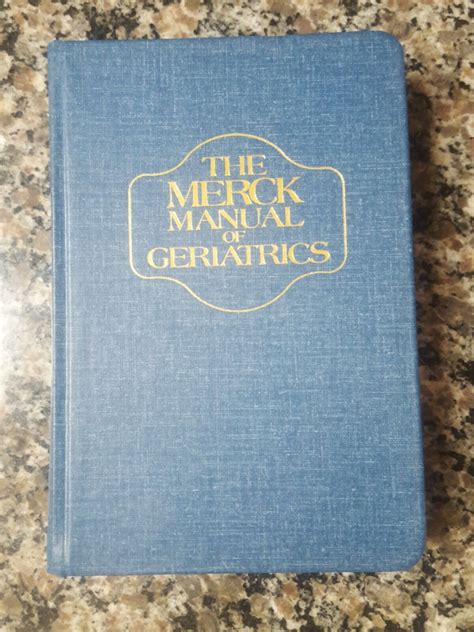 THE
MERCK
MANUAL
OF
GERIATRICS